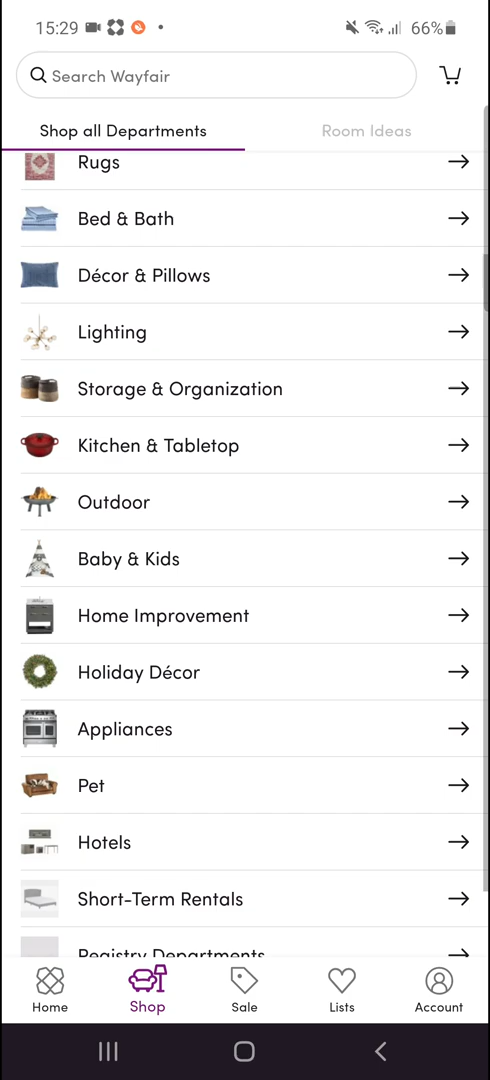 15:29
66%
Search Wayfair
Shop all Departments
Room Ideas
Rugs
Bed & Bath
Décor & Pillows
Lighting
Storage & Organization
Kitchen & Tabletop
Outdoor
Baby & Kids
Home Improvement
Holiday Décor
Appliances
Pet
Hotels
Short-Term Rentals
Registry Departments
Home
Shop
Sale
Lists
Account